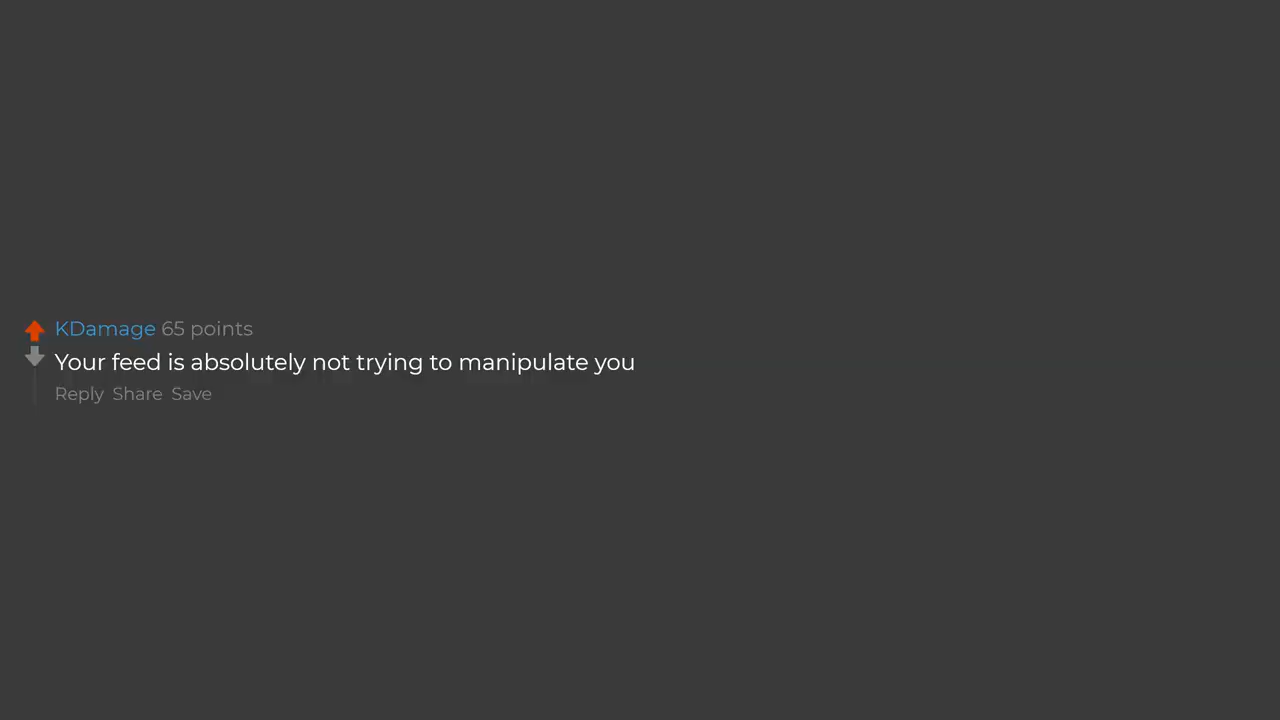 KDamage 65 points
Your feed is absolutely not trying to manipulate you
Reply Share Save